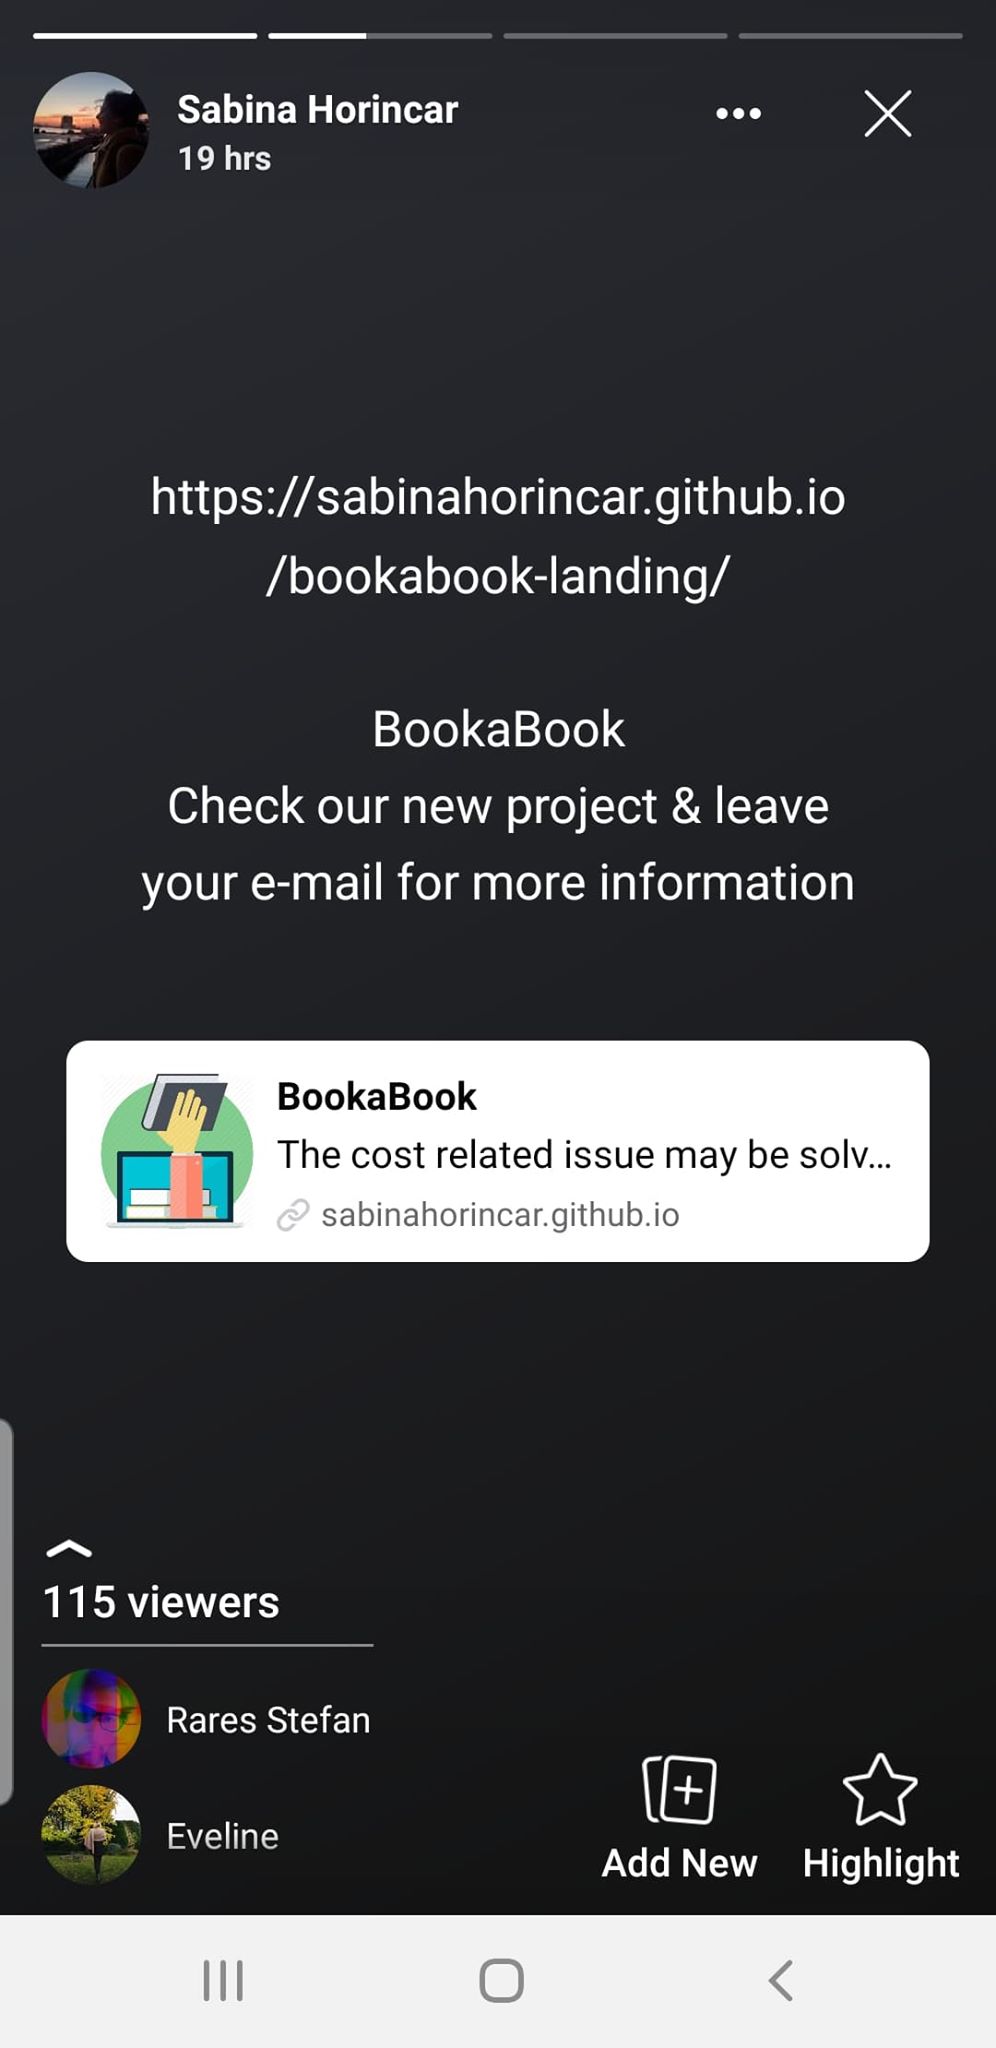 Sabina Horincar
19 hrs
https://sabinahorincar.github.io
/bookabook-landing/
BookaBook
Check our new project & leave
your e-mail for more information
BookaBook
The cost related issue may be solv...
sabinahorincar.github.io
115 viewers
Rares Stefan
Eveline
Add New
Highlight